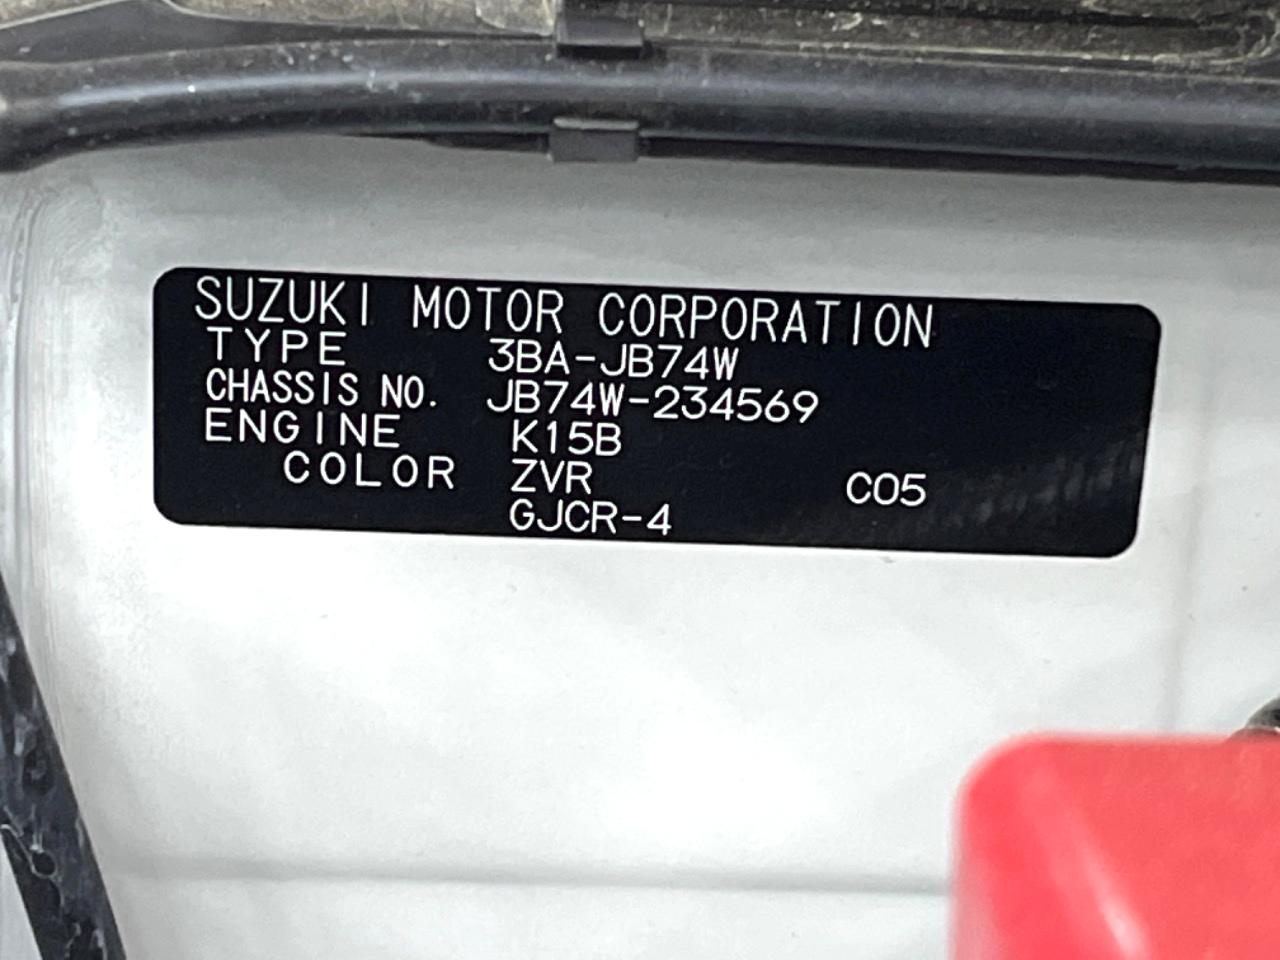 SUZUKI MOTOR CORPORATION
TYPE 3BA-JB74W
CHASSIS NO. JB74W-234569
ENGINE K15B
COLOR ZVR C05
GJCR-4